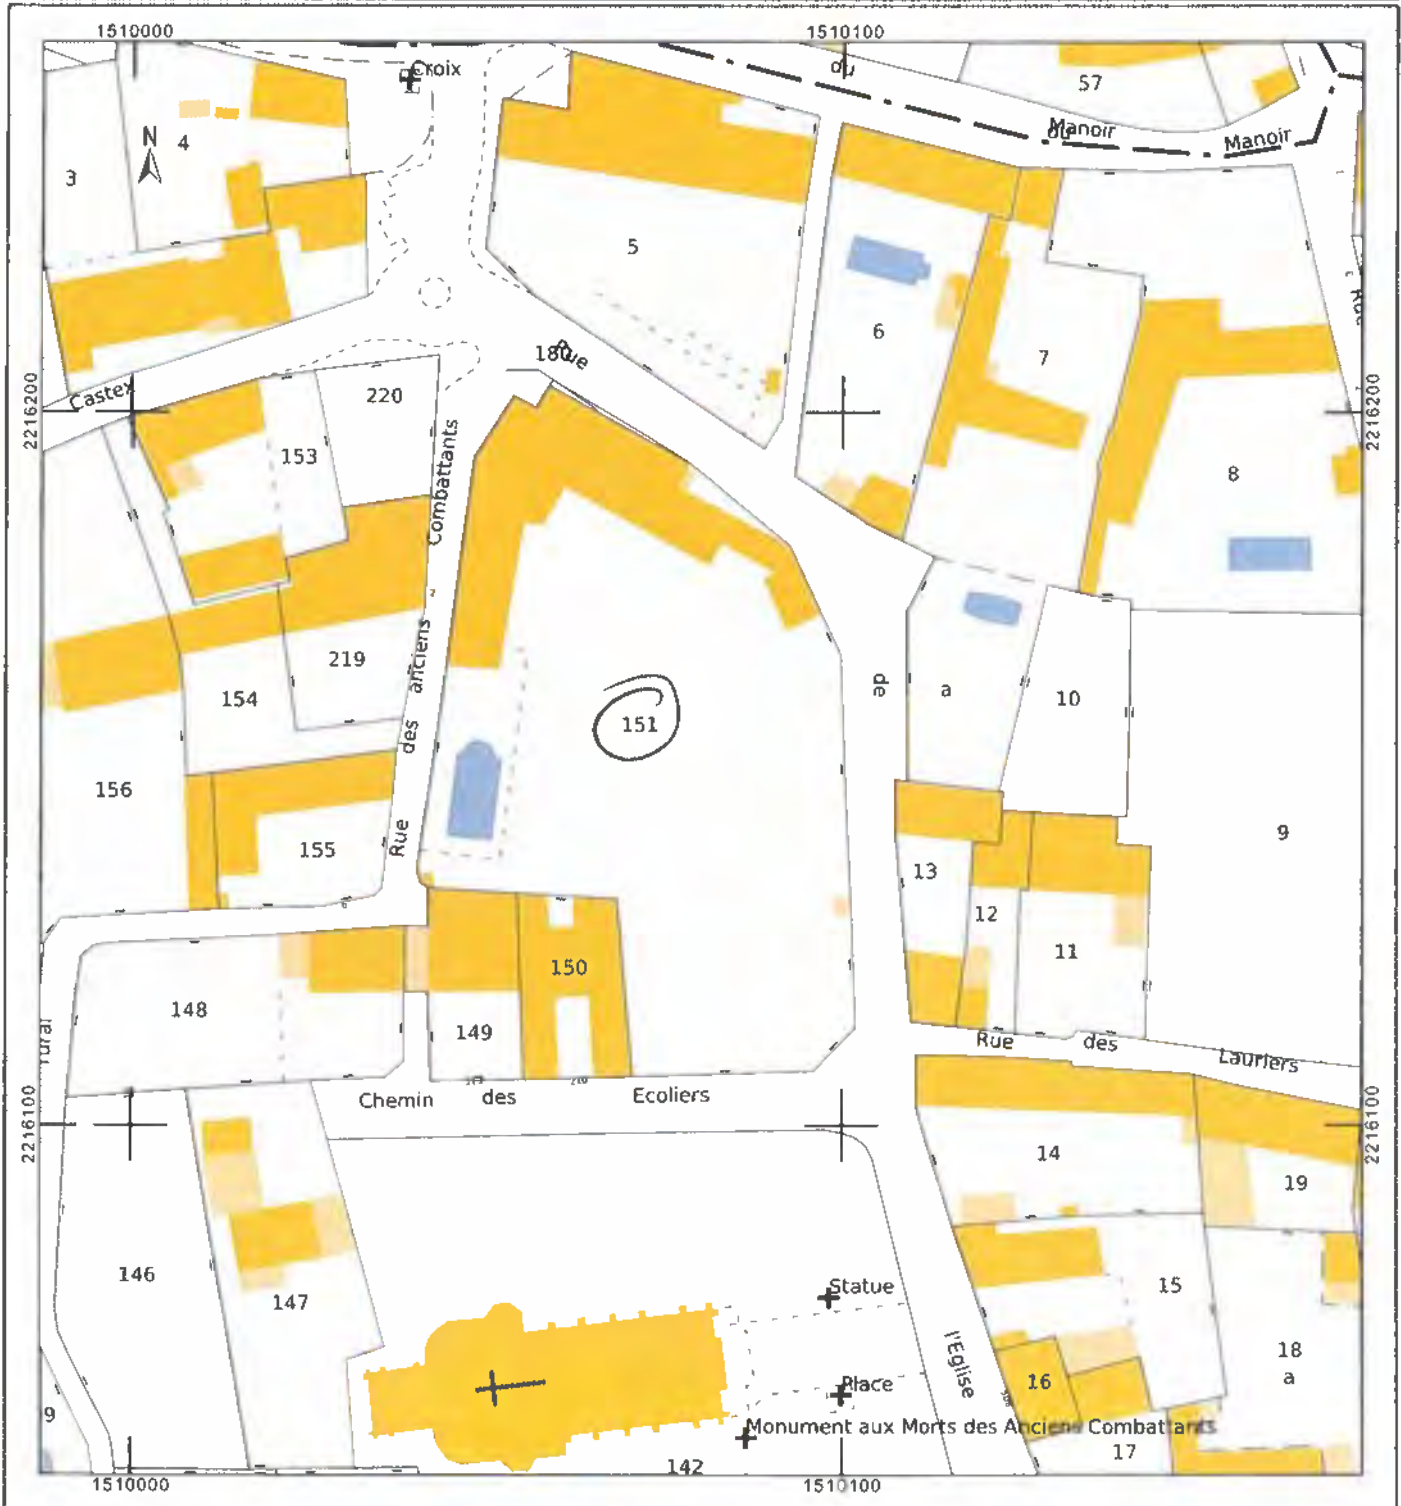 1510000
1510100
Croix
du
57
du
Manoir
Manoir
N
4
3
5
6
7
Rue
180
Rue
220
Castex
2216200
2216200
153
Combattants
8
219
anciens
154
des
151
de
a
10
156
9
155
Rue
13
12
150
11
148
149
rural
Rue
des
Lauriers
Chemin
des
Ecoliers
2216100
2216100
14
19
146
147
Statue
15
l'Eglise
18
a
Place
16
9
Monument aux Morts des Anciens Combattants
142
17
1510000
1510100